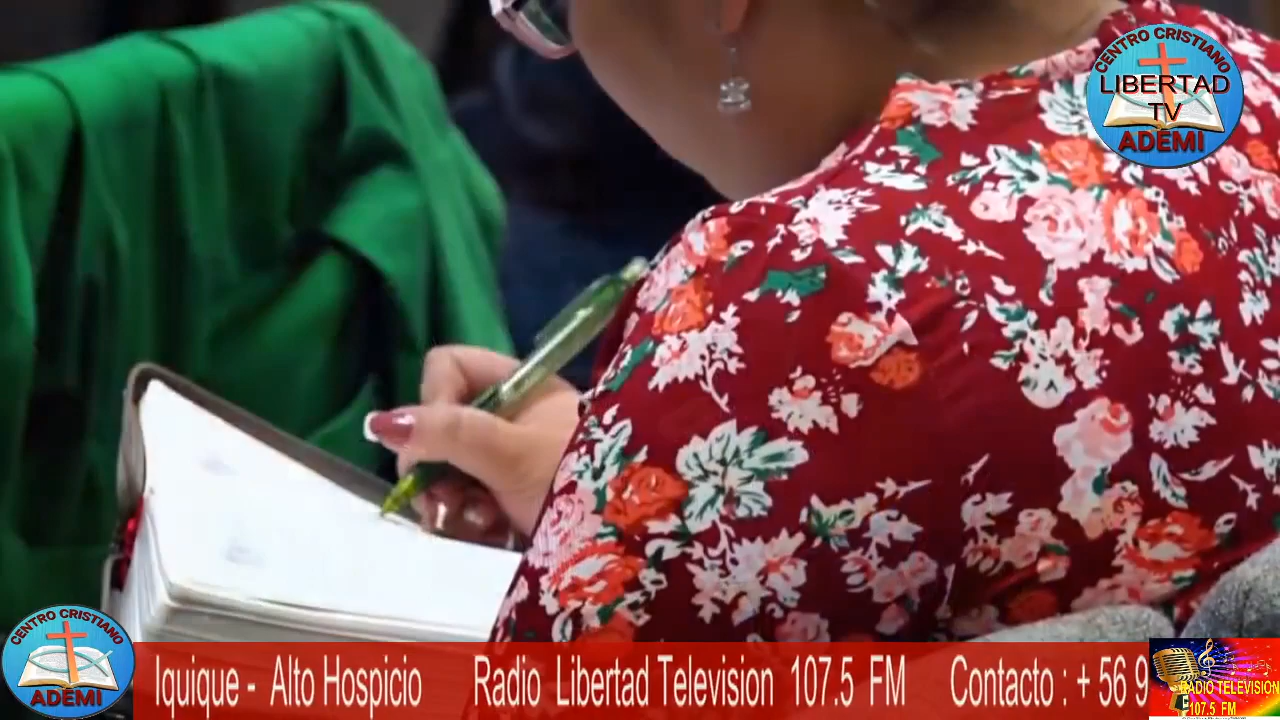 CENTRO CRISTIANO
LIBERTAD
TV
ADEMI
CENTRO CRISTIANO
ADEMI
Iquique - Alto Hospicio Radio Libertad Television 107.5 FM Contacto : + 56 9
RADIO TELEVISION
107.5 FM